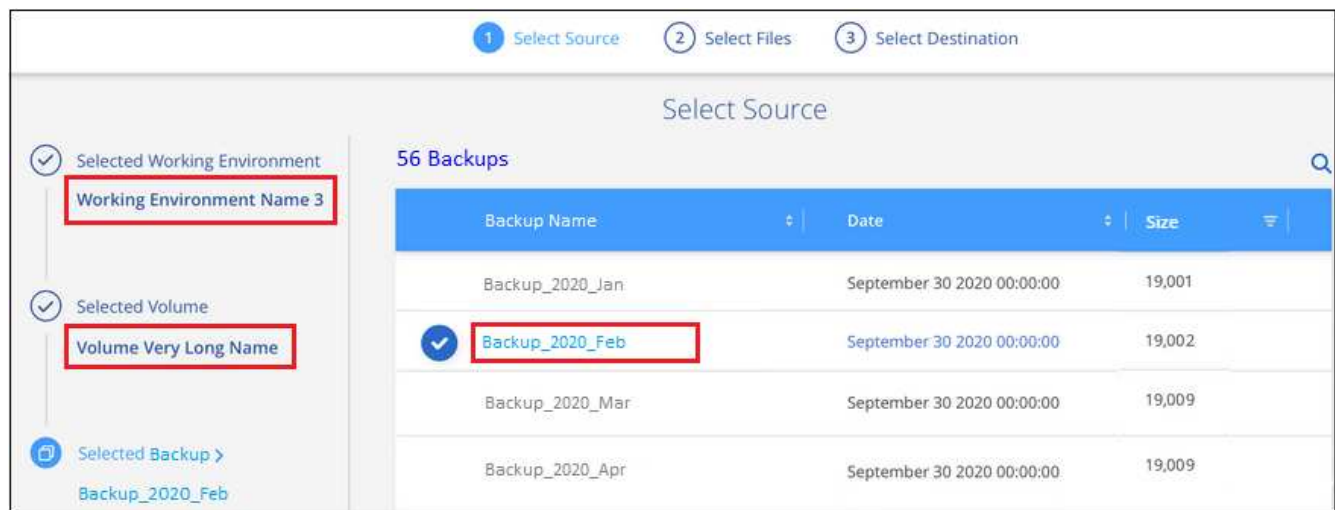 1 Select Source 2 Select Files 3 Select Destination
Select Source
Selected Working Environment
Working Environment Name 3
Selected Volume
Volume Very Long Name
Selected Backup >
Backup_2020_Feb
56 Backups
Backup Name Date Size
Backup_2020_Jan September 30 2020 00:00:00 19,001
Backup_2020_Feb September 30 2020 00:00:00 19,002
Backup_2020_Mar September 30 2020 00:00:00 19,009
Backup_2020_Apr September 30 2020 00:00:00 19,009